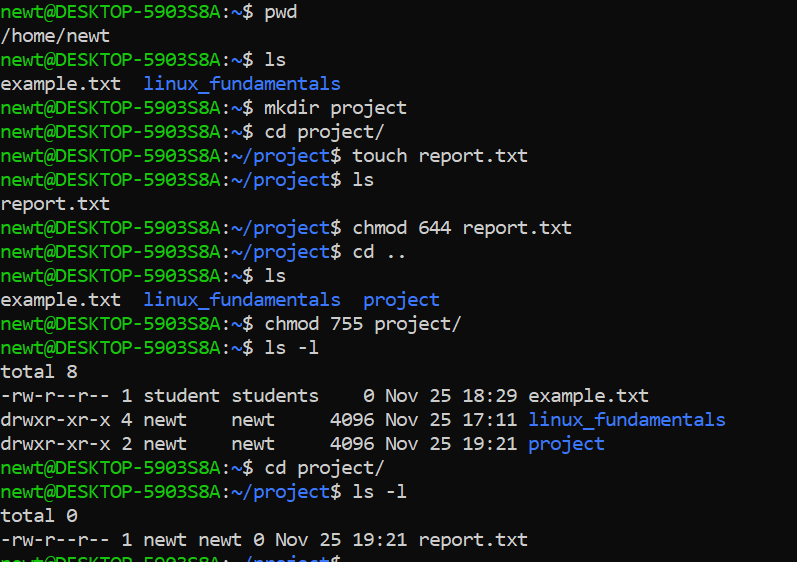 newt@DESKTOP-5903S8A:~$ pwd
/home/newt
newt@DESKTOP-5903S8A:~$ ls
example.txt  linux_fundamentals
newt@DESKTOP-5903S8A:~$ mkdir project
newt@DESKTOP-5903S8A:~$ cd project/
newt@DESKTOP-5903S8A:~/project$ touch report.txt
newt@DESKTOP-5903S8A:~/project$ ls
report.txt
newt@DESKTOP-5903S8A:~/project$ chmod 644 report.txt
newt@DESKTOP-5903S8A:~/project$ cd ..
newt@DESKTOP-5903S8A:~$ ls
example.txt  linux_fundamentals  project
newt@DESKTOP-5903S8A:~$ chmod 755 project/
newt@DESKTOP-5903S8A:~$ ls -l
total 8
-rw-r--r-- 1 student students    0 Nov 25 18:29 example.txt
drwxr-xr-x 4 newt    newt     4096 Nov 25 17:11 linux_fundamentals
drwxr-xr-x 2 newt    newt     4096 Nov 25 19:21 project
newt@DESKTOP-5903S8A:~$ cd project/
newt@DESKTOP-5903S8A:~/project$ ls -l
total 0
-rw-r--r-- 1 newt newt 0 Nov 25 19:21 report.txt
newt@DESKTOP-5903S8A:~/project$